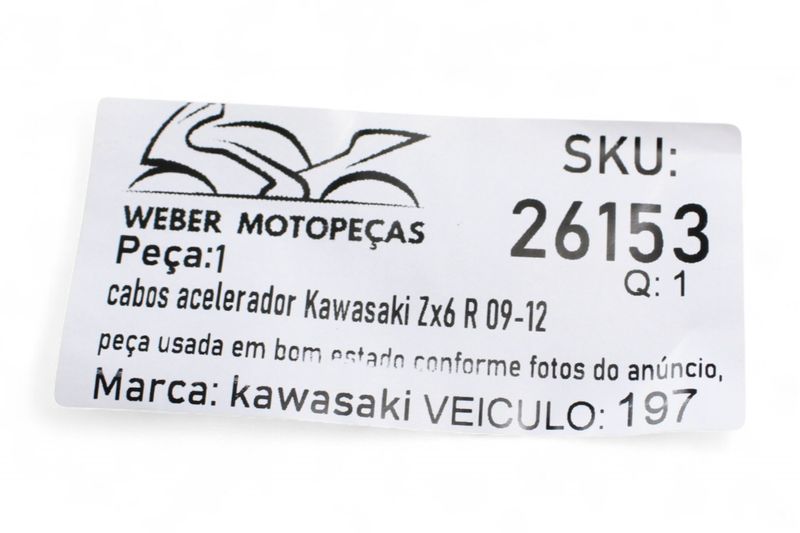 WEBER MOTOPEÇAS
SKU:
26153
Q: 1
Peça:1
cabos acelerador Kawasaki Zx6 R 09-12
peça usada em bom estado conforme fotos do anúncio,
Marca: kawasaki VEICULO: 197